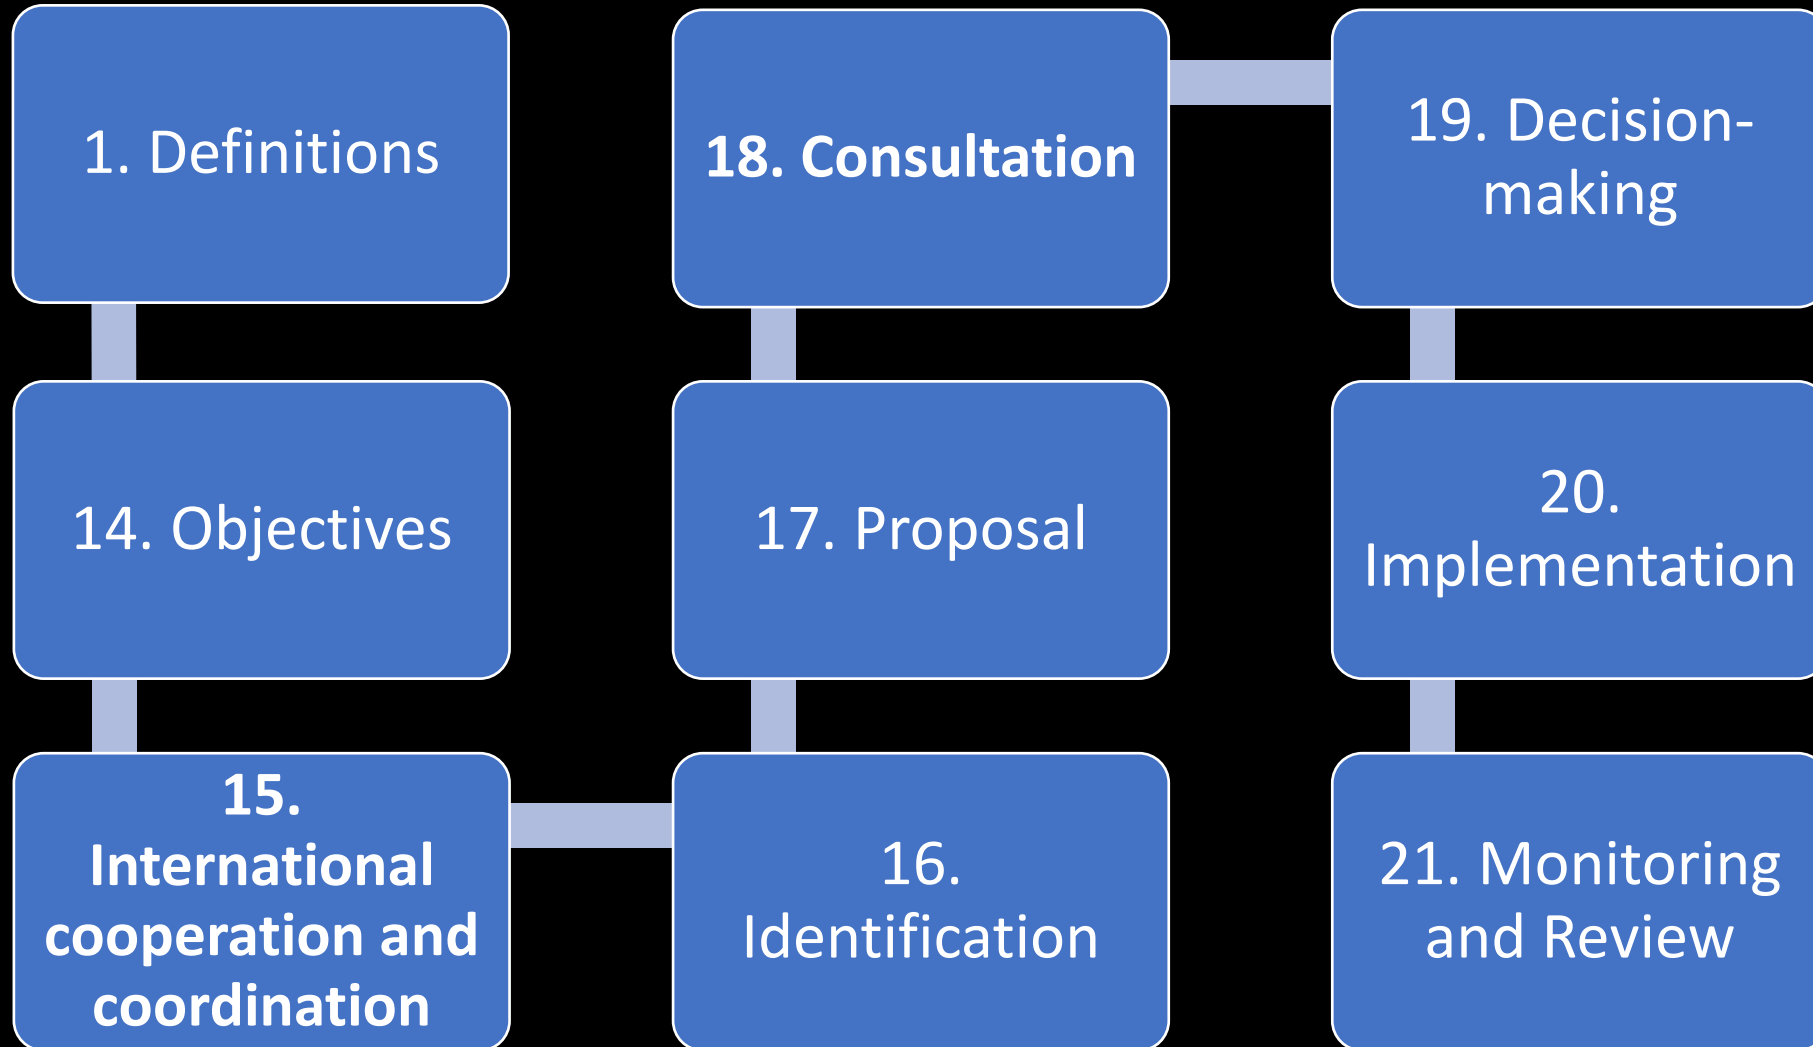 1. Definitions
14. Objectives
15.
International
cooperation and
coordination
16.
Identification
17. Proposal
18. Consultation
19. Decision-
making
20.
Implementation
21. Monitoring
and Review